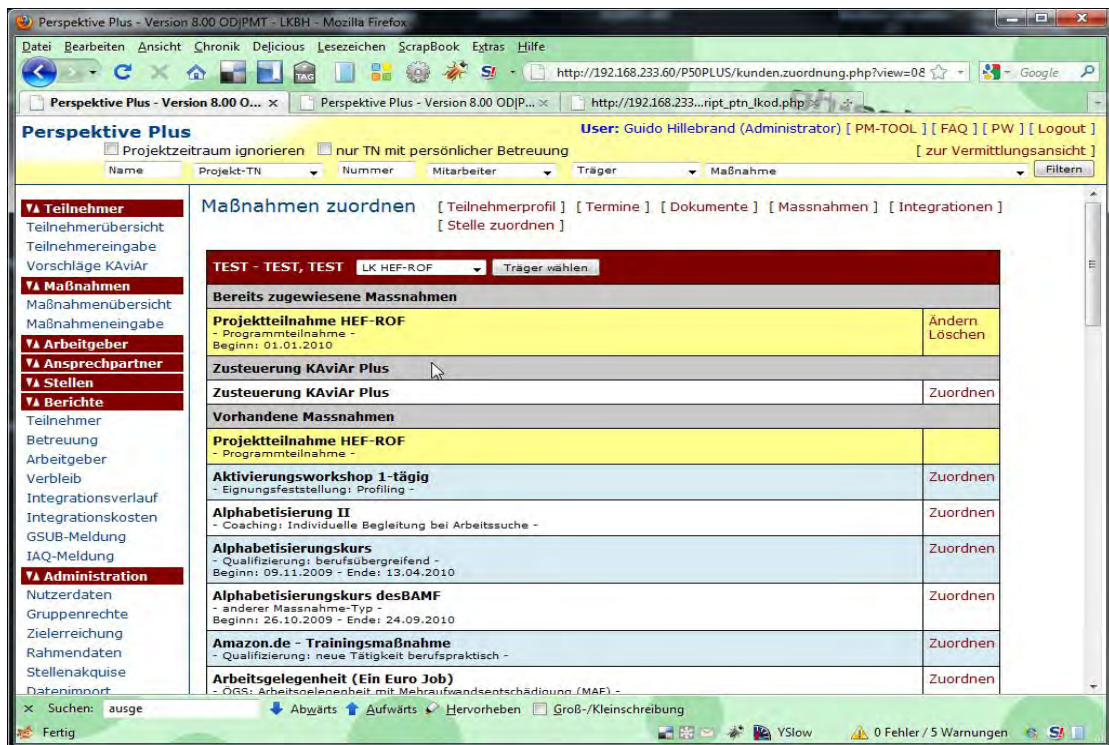 Perspektive Plus - Version 8.00 OD|PMT - LKBH - Mozilla Firefox
Datei Bearbeiten Ansicht Chronik Delicious Lesezeichen ScrapBook Extras Hilfe
TAG S! http://192.168.233.60/P50PLUS/kunden.zuordnung.php?view=08 Google
Perspektive Plus - Version 8.00 O... × Perspektive Plus - Version 8.00 OD|P... × http://192.168.233...ript_ptn_lkod.php ×
Perspektive Plus User: Guido Hillebrand (Administrator) [ PM-TOOL ] [ FAQ ] [ PW ] [ Logout ]
Projektzeitraum ignorieren nur TN mit persönlicher Betreuung [ zur Vermittlungsansicht ]
Name Projekt-TN Nummer Mitarbeiter Träger Maßnahme Filtern
Teilnehmer
Teilnehmerübersicht
Teilnehmereingabe
Vorschläge KAviAr
Maßnahmen
Maßnahmenübersicht
Maßnahmeneingabe
Arbeitgeber
Ansprechpartner
Stellen
Berichte
Teilnehmer
Betreuung
Arbeitgeber
Verbleib
Integrationsverlauf
Integrationskosten
GSUB-Meldung
IAQ-Meldung
Administration
Nutzerdaten
Gruppenrechte
Zielerreichung
Rahmendaten
Stellenakquise
Datenimport
Maßnahmen zuordnen [ Teilnehmerprofil ] [ Termine ] [ Dokumente ] [ Massnahmen ] [ Integrationen ]
[ Stelle zuordnen ]
TEST - TEST, TEST LK HEF-ROF Träger wählen
Bereits zugewiesene Massnahmen
Projektteilnahme HEF-ROF Ändern
- Programmteilnahme - Löschen
Beginn: 01.01.2010
Zusteuerung KAviAr Plus
Zusteuerung KAviAr Plus Zuordnen
Vorhandene Massnahmen
Projektteilnahme HEF-ROF
- Programmteilnahme -
Aktivierungsworkshop 1-tägig Zuordnen
- Eignungsfeststellung: Profiling -
Alphabetisierung II Zuordnen
- Coaching: Individuelle Begleitung bei Arbeitssuche -
Alphabetisierungskurs Zuordnen
- Qualifizierung: berufsübergreifend -
Beginn: 09.11.2009 - Ende: 13.04.2010
Alphabetisierungskurs desBAMF Zuordnen
- anderer Massnahme-Typ -
Beginn: 26.10.2009 - Ende: 24.09.2010
Amazon.de - Trainingsmaßnahme Zuordnen
- Qualifizierung: neue Tätigkeit berufspraktisch -
Arbeitsgelegenheit (Ein Euro Job) Zuordnen
- ÖGS: Arbeitsgelegenheit mit Mehraufwandsentschädigung (MAE) -
× Suchen: ausge Abwärts Aufwärts Hervorheben Groß-/Kleinschreibung
Fertig YSlow 0 Fehler / 5 Warnungen S!